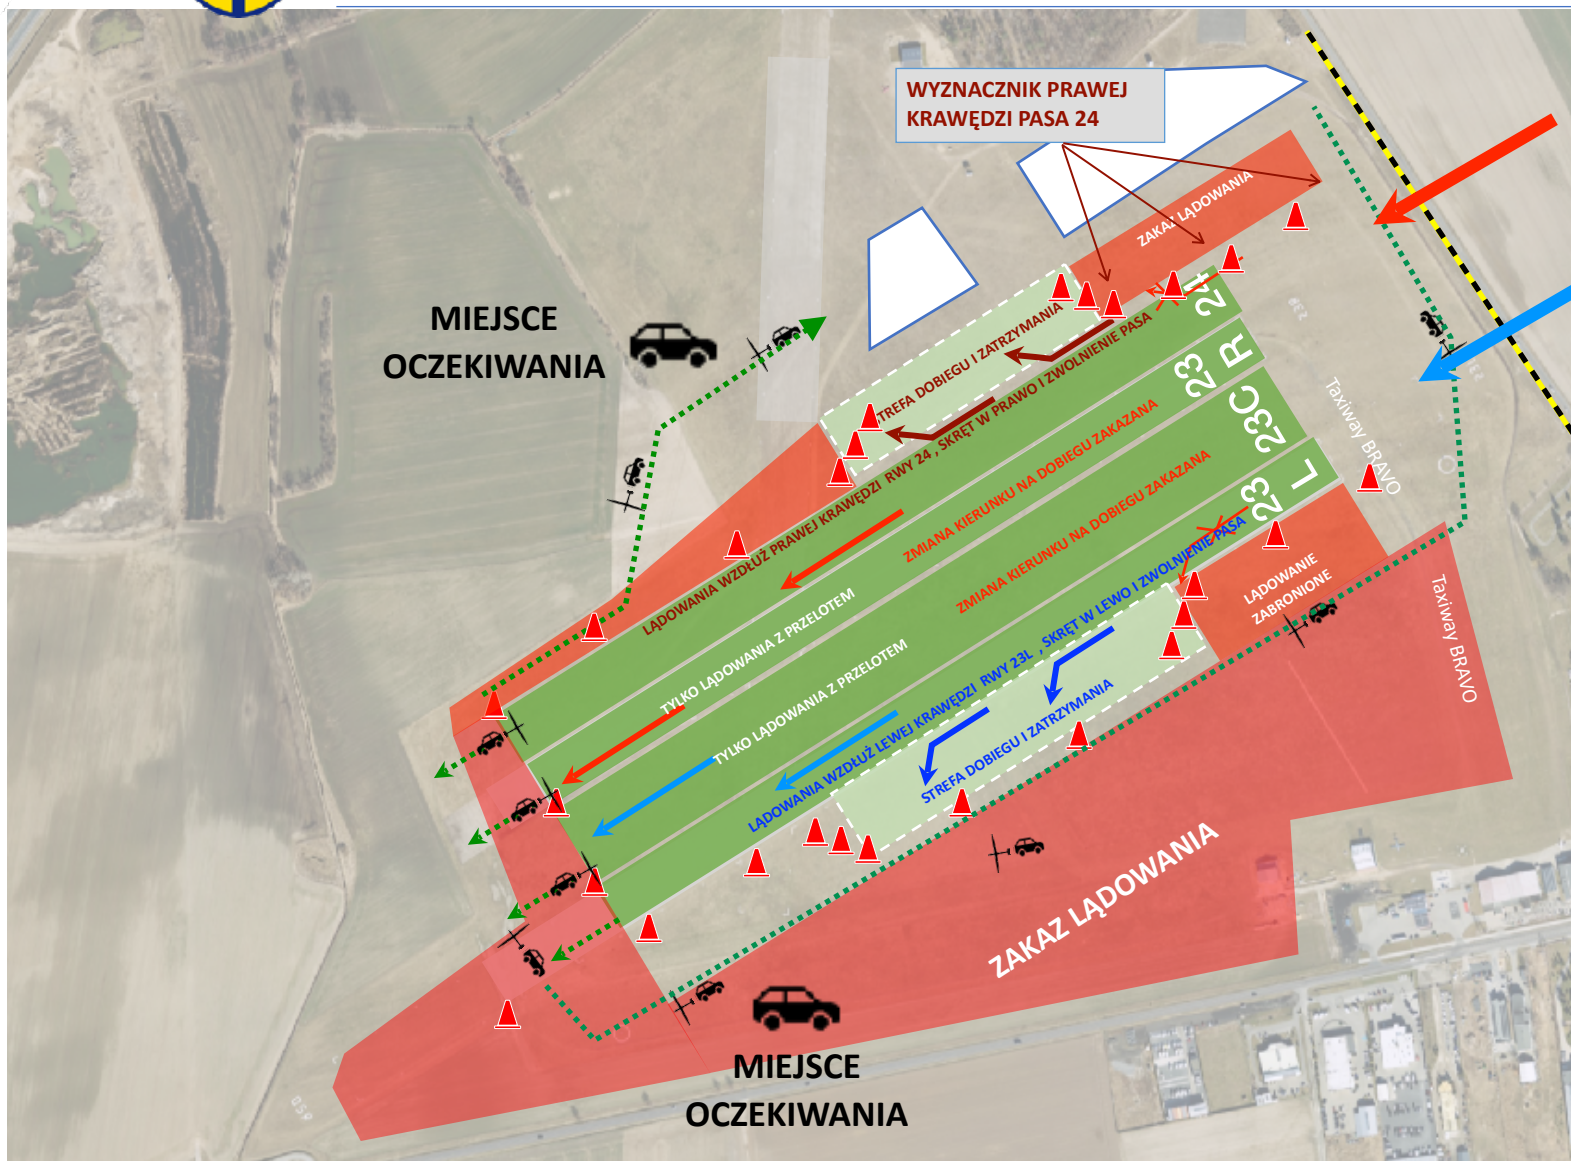 WYZNACZNIK PRAWEJ
KRAWĘDZI PASA 24
ZAKAZ LĄDOWANIA
MIEJSCE
OCZEKIWANIA
STREFA DOBIEGU I ZATRZYMANIA
24
23
R
23C
23
L
LĄDOWANIA WZDŁUŻ PRAWEJ KRAWĘDZI RWY 24 , SKRĘT W PRAWO I ZWOLNIENIE PASA
ZMIANA KIERUNKU NA DOBIEGU ZAKAZANA
TYLKO LĄDOWANIA Z PRZELOTEM
ZMIANA KIERUNKU NA DOBIEGU ZAKAZANA
TYLKO LĄDOWANIA Z PRZELOTEM
LĄDOWANIA WZDŁUŻ LEWEJ KRAWĘDZI RWY 23L , SKRĘT W LEWO I ZWOLNIENIE PASA
STREFA DOBIEGU I ZATRZYMANIA
LĄDOWANIE
ZABRONIONE
Taxiway BRAVO
Taxiway BRAVO
ZAKAZ LĄDOWANIA
MIEJSCE
OCZEKIWANIA